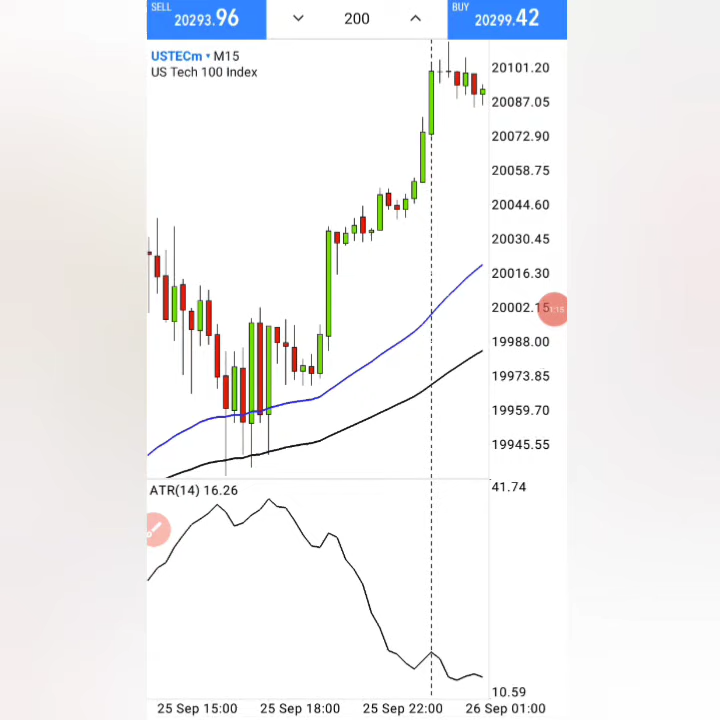 SELL
20293.96
200
BUY
20299.42
USTECm • M15
US Tech 100 Index
20101.20
20087.05
20072.90
20058.75
20044.60
20030.45
20016.30
20002.15
19988.00
19973.85
19959.70
19945.55
ATR(14) 16.26
41.74
10.59
25 Sep 15:00
25 Sep 18:00
25 Sep 22:00
26 Sep 01:00